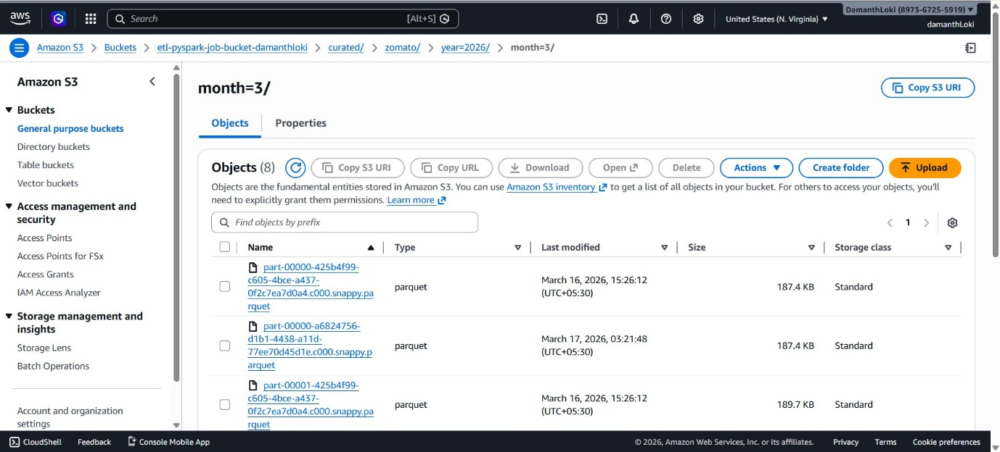 aws
Search [Alt+S]
United States (N. Virginia)
DamanthLoki (8973-6725-5919)
damanthLoki
Amazon S3 > Buckets > etl-pyspark-job-bucket-damanthloki > curated/ > zomato/ > year=2026/ > month=3/
Amazon S3
Buckets
General purpose buckets
Directory buckets
Table buckets
Vector buckets
Access management and
security
Access Points
Access Points for FSx
Access Grants
IAM Access Analyzer
Storage management and
insights
Storage Lens
Batch Operations
Account and organization
settings
month=3/
Copy S3 URI
Objects Properties
Objects (8) Copy S3 URI Copy URL Download Open Delete Actions Create folder Upload
Objects are the fundamental entities stored in Amazon S3. You can use Amazon S3 inventory to get a list of all objects in your bucket. For others to access your objects, you'll
need to explicitly grant them permissions. Learn more
Find objects by prefix
1
Name Type Last modified Size Storage class
part-00000-425b4f99-
c605-4bce-a437-
0f2c7ea7d0a4.c000.snappy.pa
rquet
parquet
March 16, 2026, 15:26:12
(UTC+05:30)
187.4 KB
Standard
part-00000-a6824756-
d1b1-4438-a11d-
77ee70d45d1e.c000.snappy.p
arquet
parquet
March 17, 2026, 03:21:48
(UTC+05:30)
187.4 KB
Standard
part-00001-425b4f99-
c605-4bce-a437-
0f2c7ea7d0a4.c000.snappy.pa
rquet
parquet
March 16, 2026, 15:26:12
(UTC+05:30)
189.7 KB
Standard
CloudShell Feedback Console Mobile App
© 2026, Amazon Web Services, Inc. or its affiliates. Privacy Terms Cookie preferences